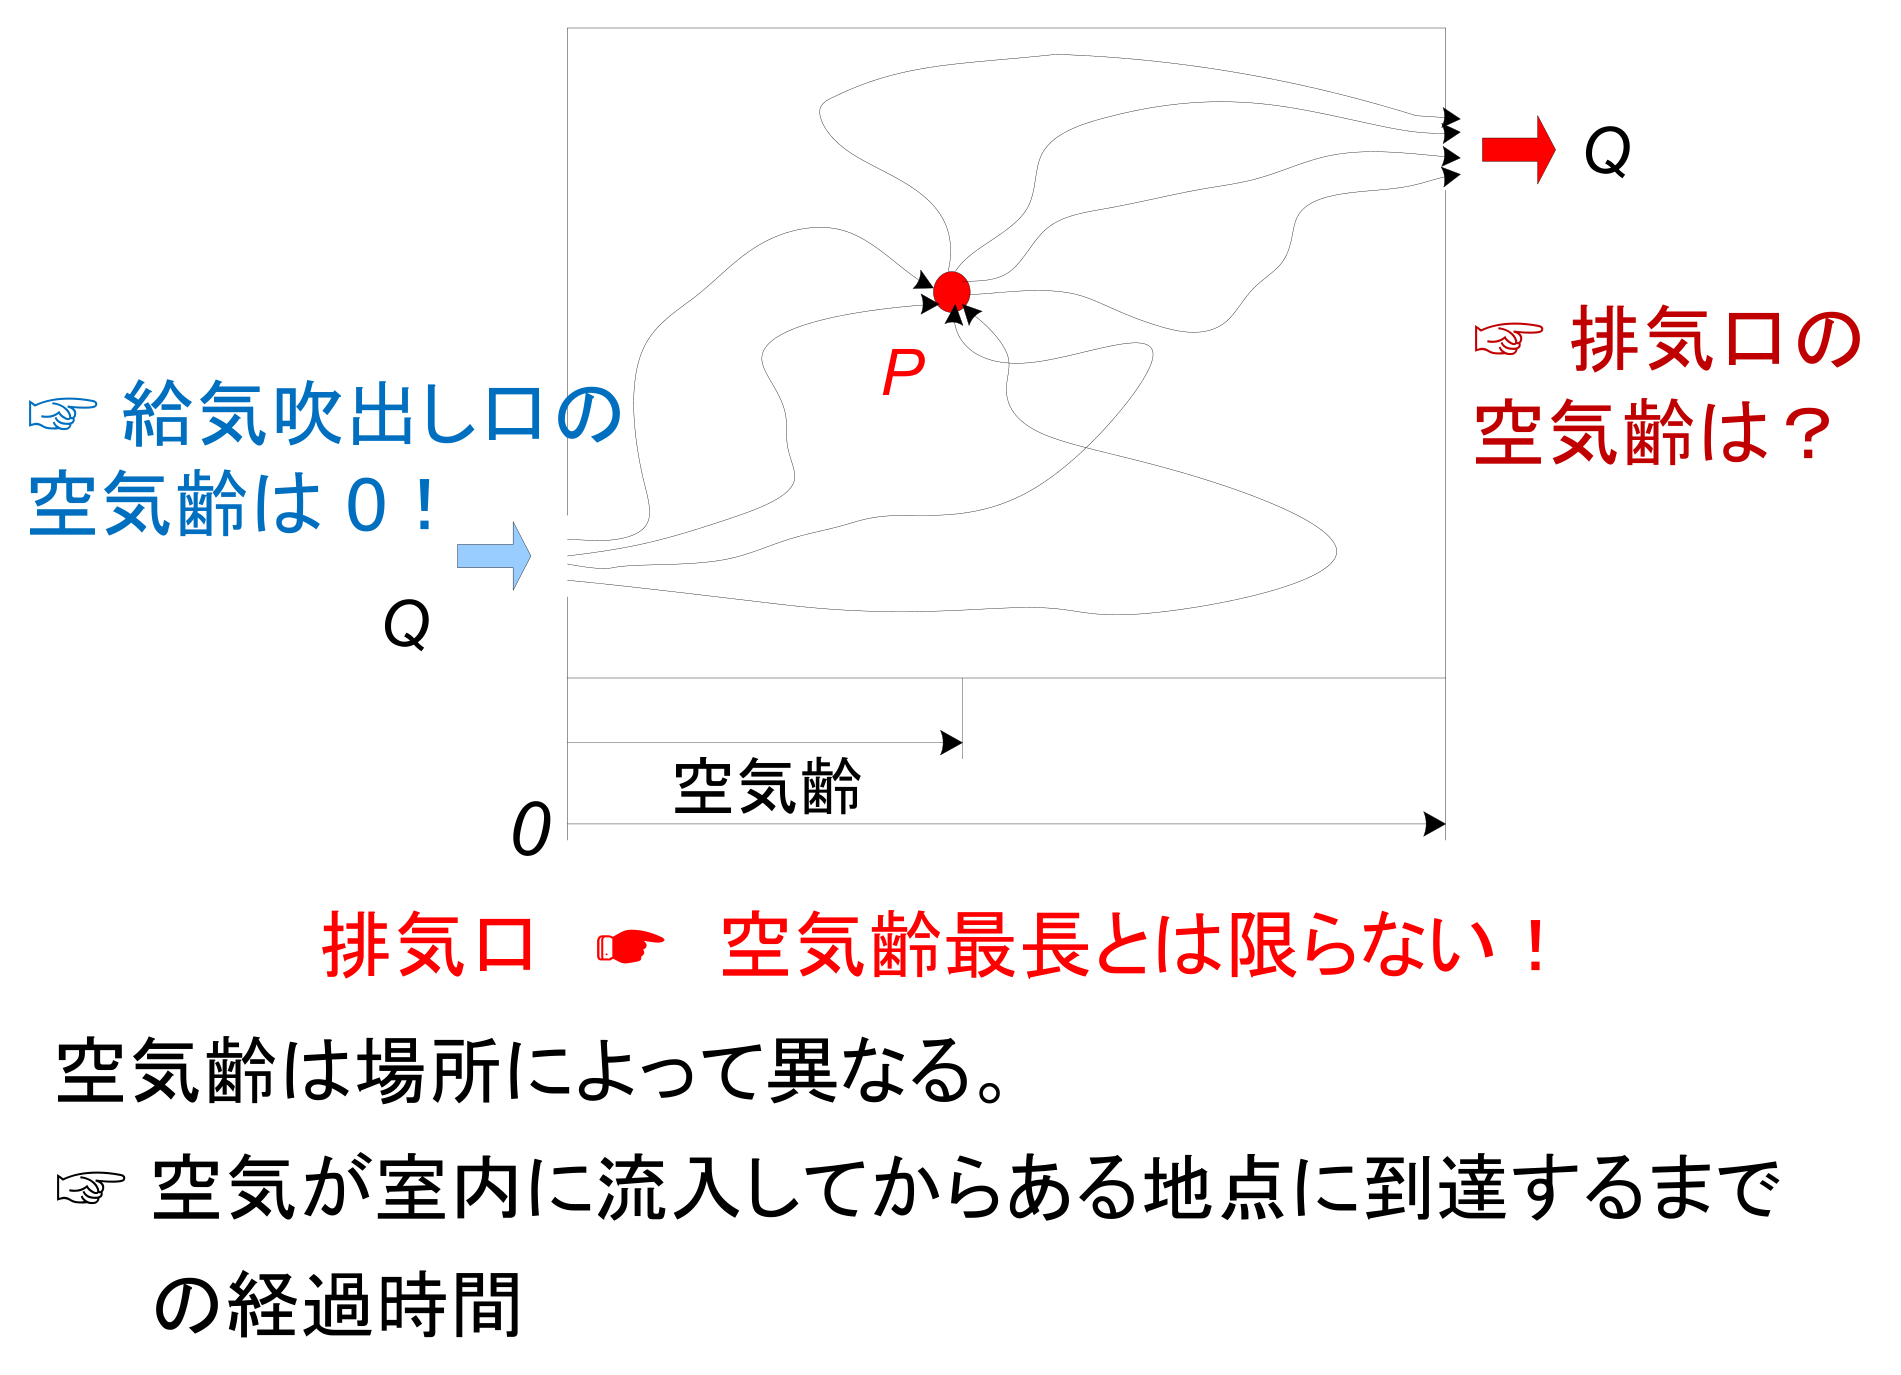 Q
☞ 排気口の
空気齢は？
P
☞ 給気吹出し口の
空気齢は0！
Q
空気齢
0
排気口 ☛ 空気齢最長とは限らない！
空気齢は場所によって異なる。
☞ 空気が室内に流入してからある地点に到達するまで
の経過時間